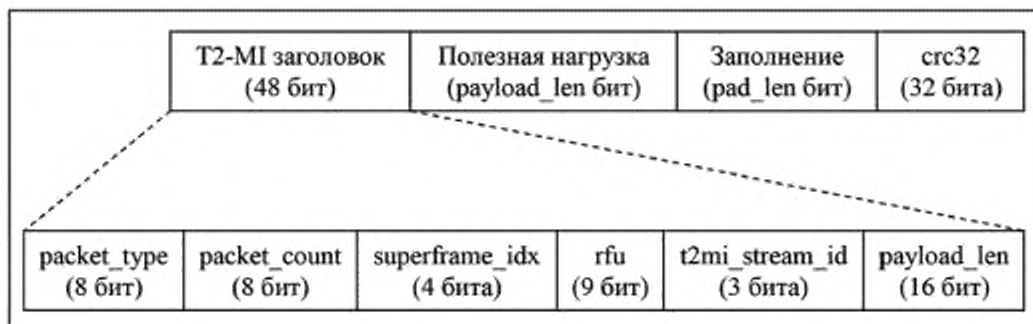 T2-MI заголовок
(48 бит)
Полезная нагрузка
(payload_len бит)
Заполнение
(pad_len бит)
crc32
(32 бита)
packet_type
(8 бит)
packet_count
(8 бит)
superframe_idx
(4 бита)
rfu
(9 бит)
t2mi_stream_id
(3 бита)
payload_len
(16 бит)